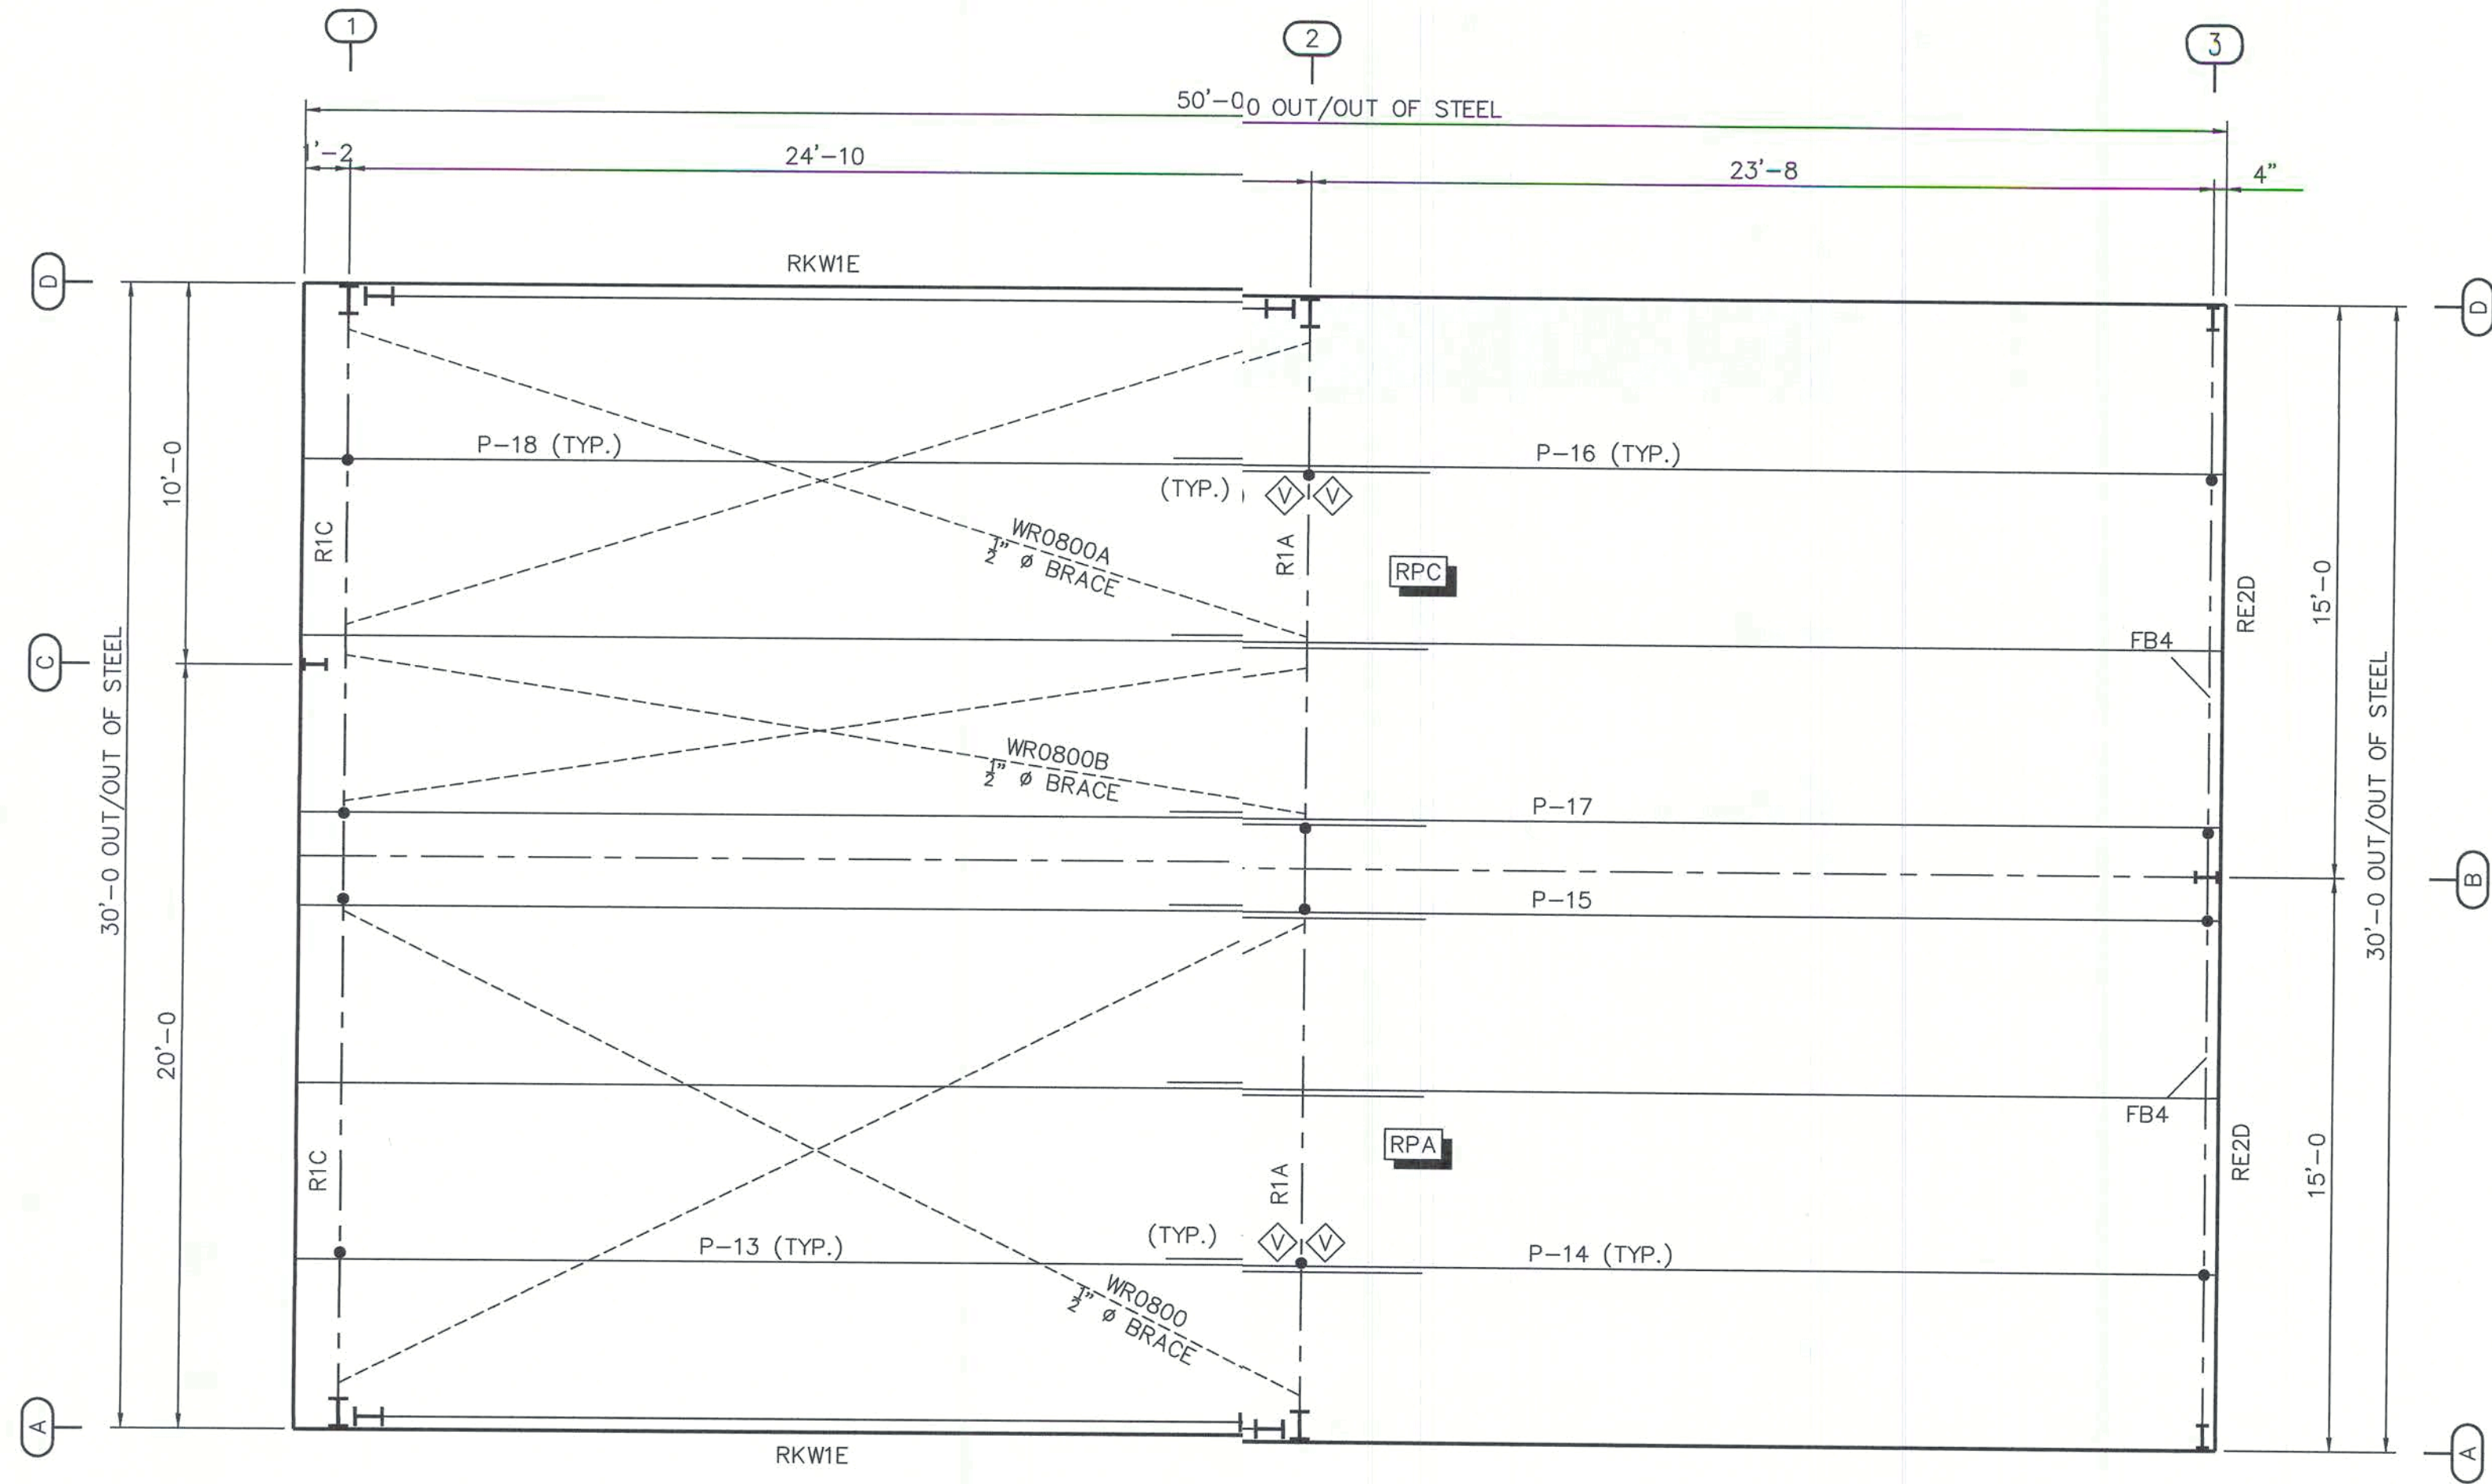 1
2
3
50'-0 0 OUT/OUT OF STEEL
1'-2
24'-10
23'-8
4"
RKW1E
D
D
10'-0
P-18 (TYP.)
P-16 (TYP.)
(TYP.)
V
V
R1C
WR0800A
1/2" ø BRACE
R1A
RPC
RE2D
15'-0
FB4
C
30'-0 OUT/OUT OF STEEL
30'-0 OUT/OUT OF STEEL
WR0800B
1/2" ø BRACE
P-17
B
P-15
20'-0
FB4
R1C
R1A
RPA
RE2D
15'-0
(TYP.)
V
V
P-13 (TYP.)
P-14 (TYP.)
WR0800
1/2" ø BRACE
A
A
RKW1E